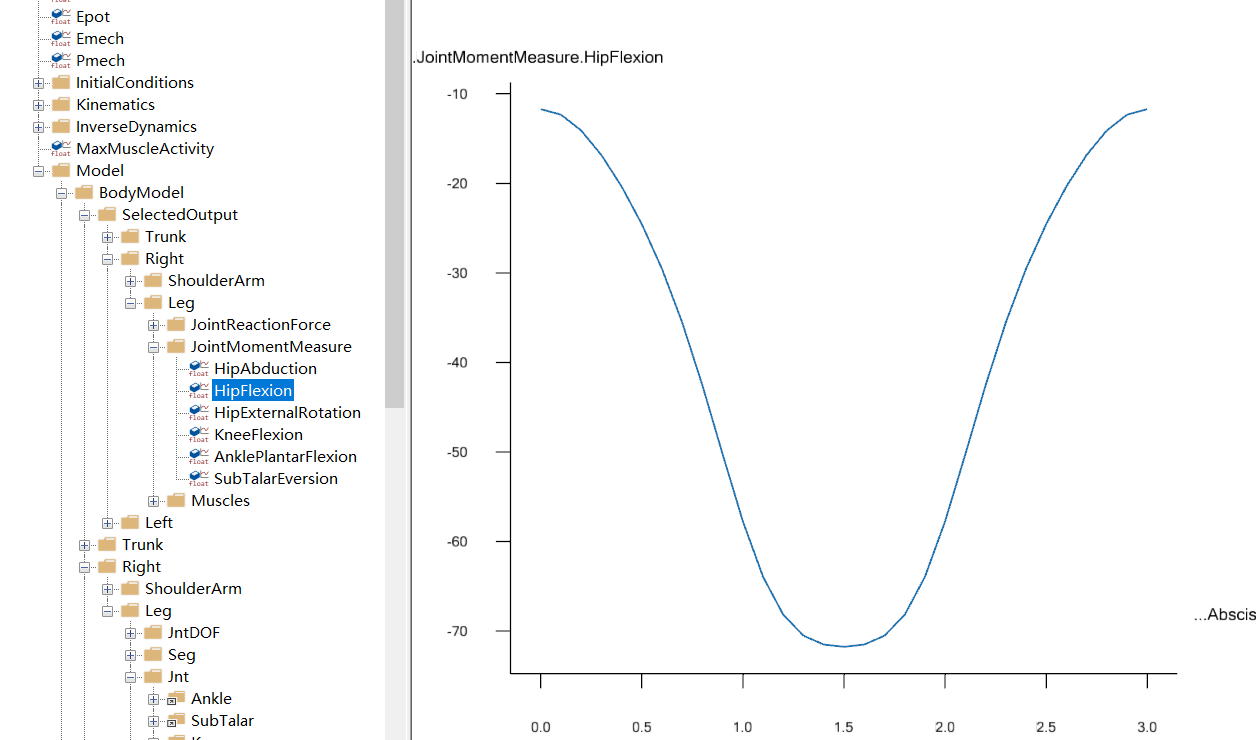 float
Epot
float
Emech
float
Pmech
float
InitialConditions
Kinematics
InverseDynamics
MaxMuscleActivity
float
Model
BodyModel
SelectedOutput
Trunk
Right
ShoulderArm
Leg
JointReactionForce
JointMomentMeasure
HipAbduction
float
HipFlexion
float
HipExternalRotation
float
KneeFlexion
float
AnklePlantarFlexion
float
SubTalarEversion
float
Muscles
Left
Trunk
Right
ShoulderArm
Leg
JntDOF
Seg
Jnt
Ankle
SubTalar
.JointMomentMeasure.HipFlexion
-10
-20
-30
-40
-50
-60
-70
...Abscis
0.0 0.5 1.0 1.5 2.0 2.5 3.0